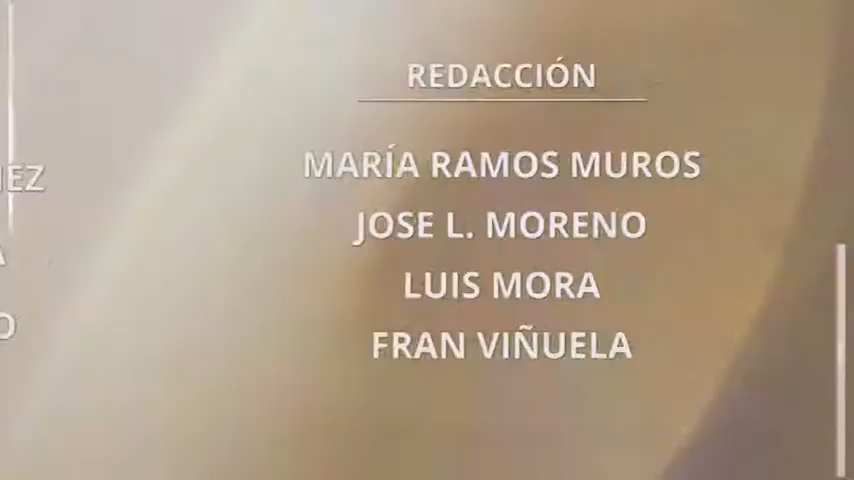 REDACCIÓN
MARÍA RAMOS MUROS
JOSE L. MORENO
LUIS MORA
FRAN VIÑUELA